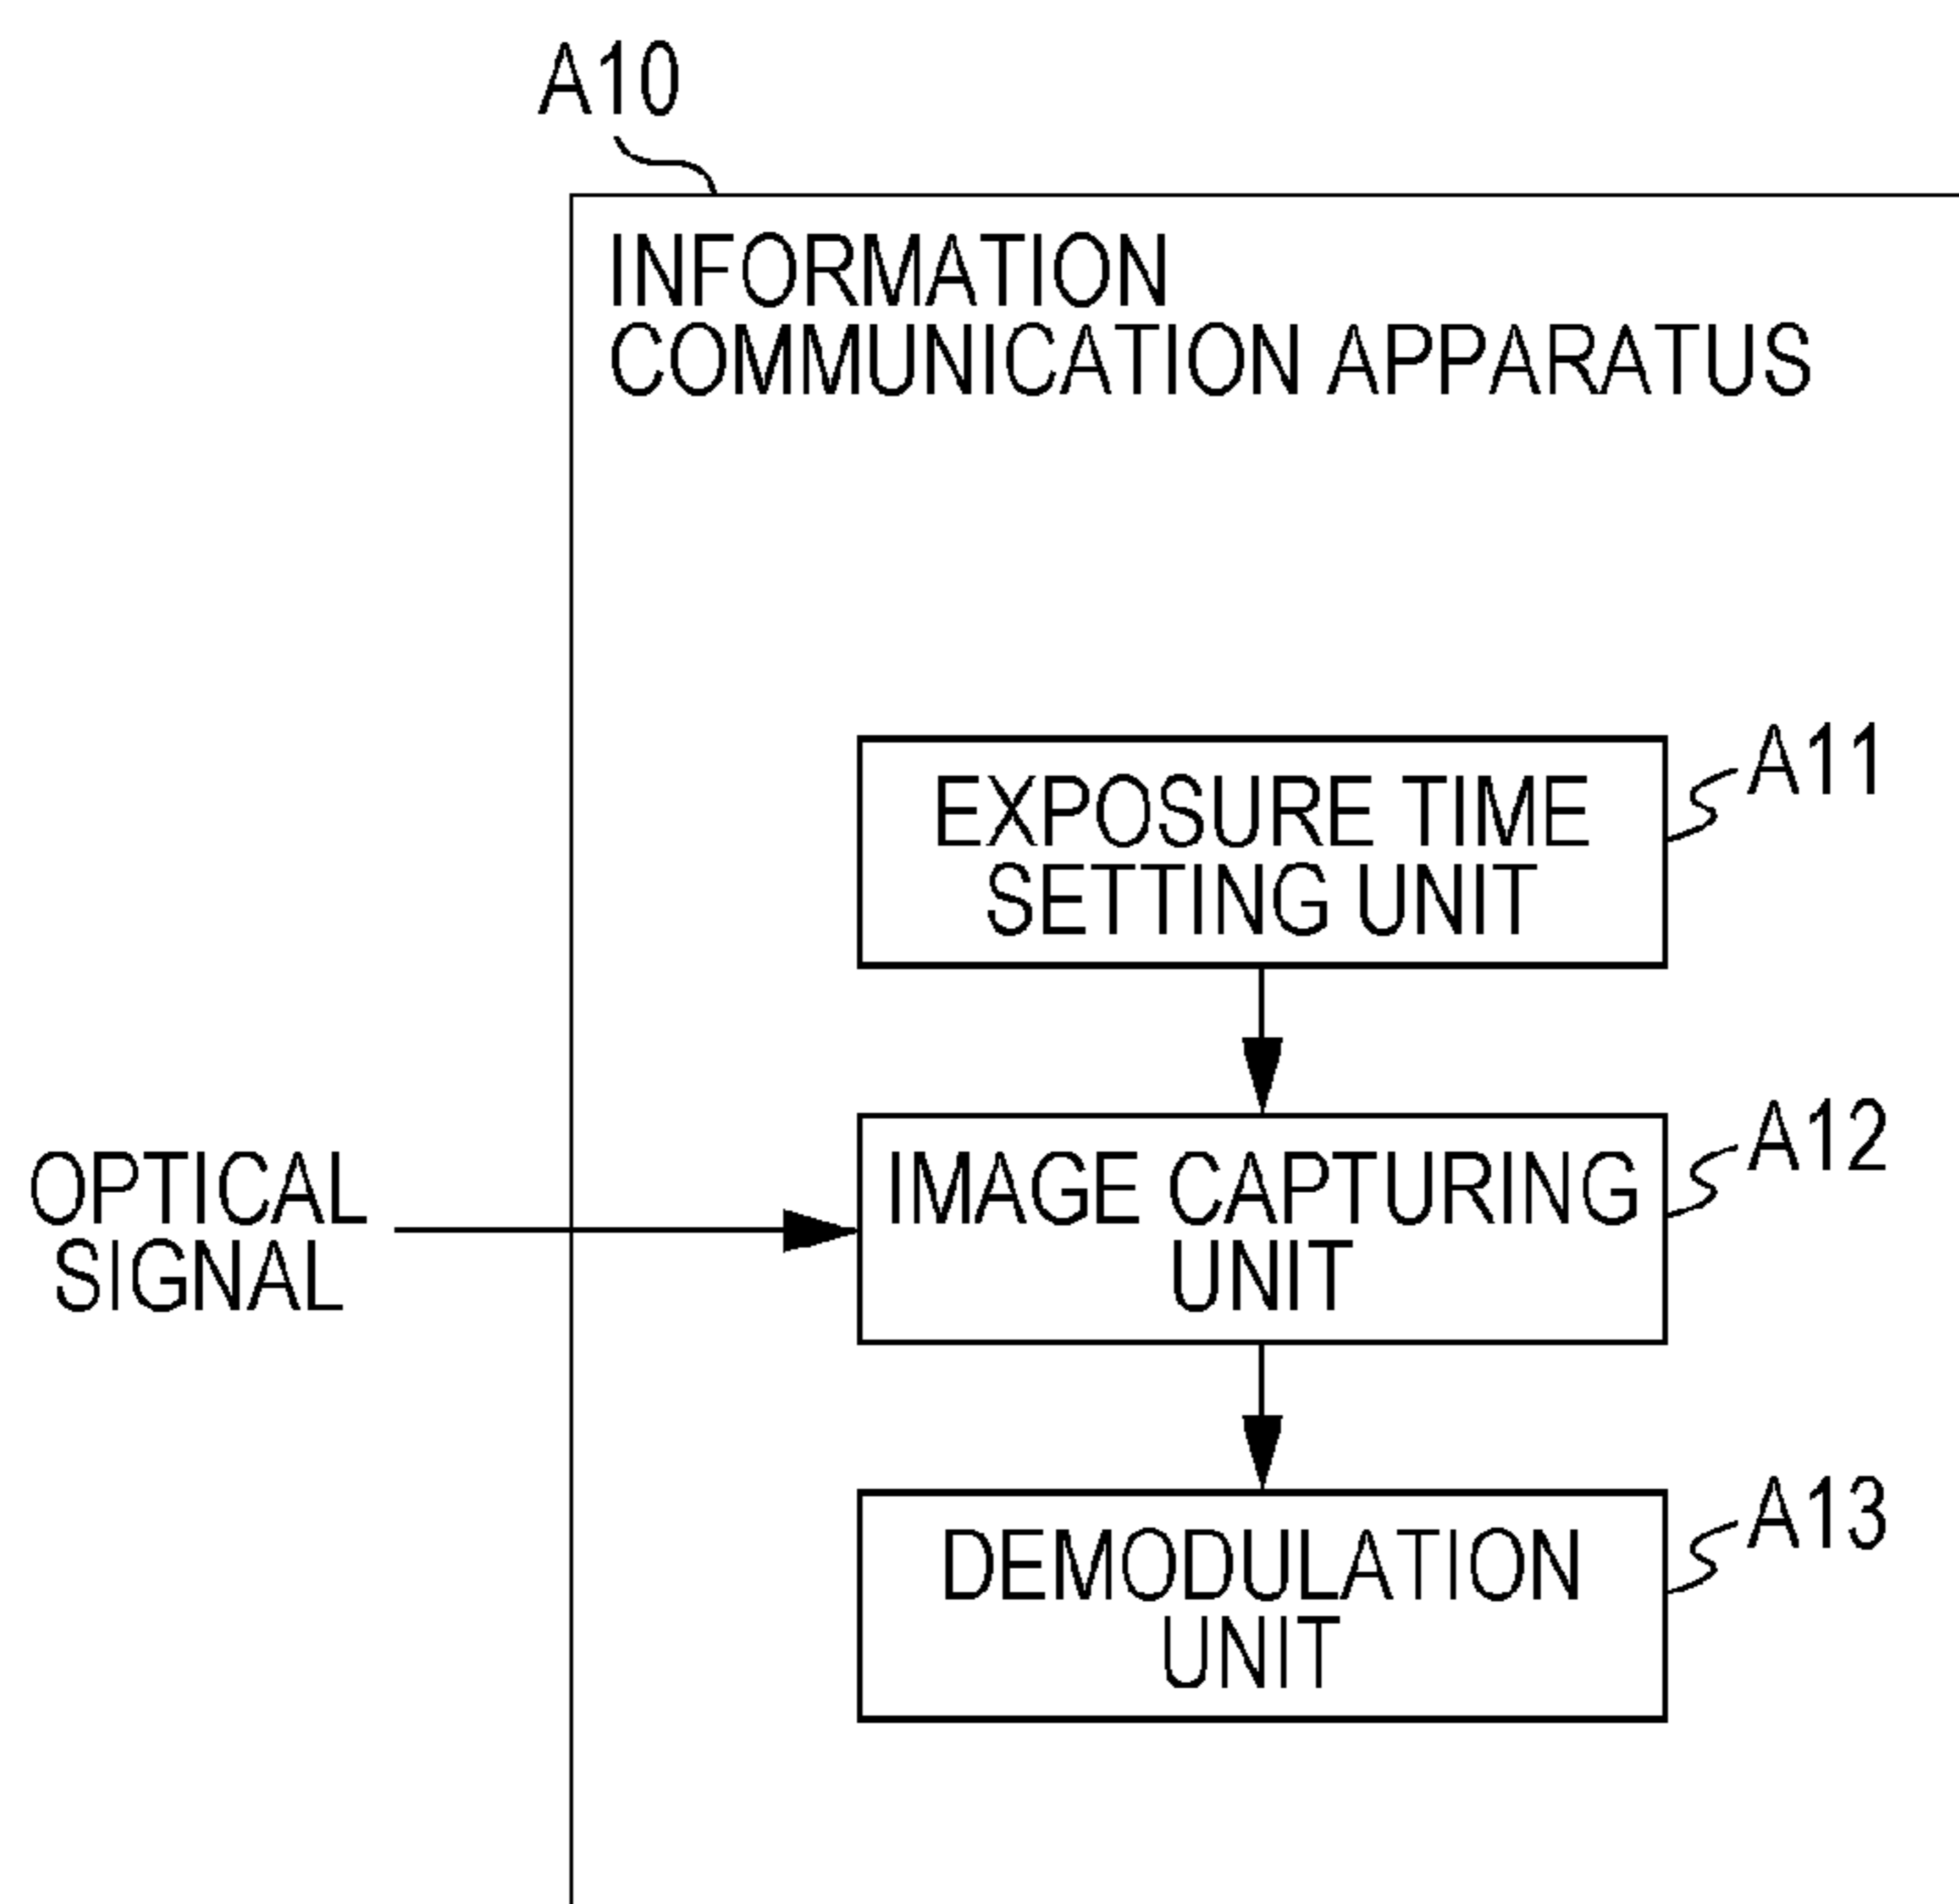 A10
INFORMATION
COMMUNICATION APPARATUS
EXPOSURE TIME
SETTING UNIT
A11
OPTICAL
SIGNAL
IMAGE CAPTURING
UNIT
A12
DEMODULATION
UNIT
A13